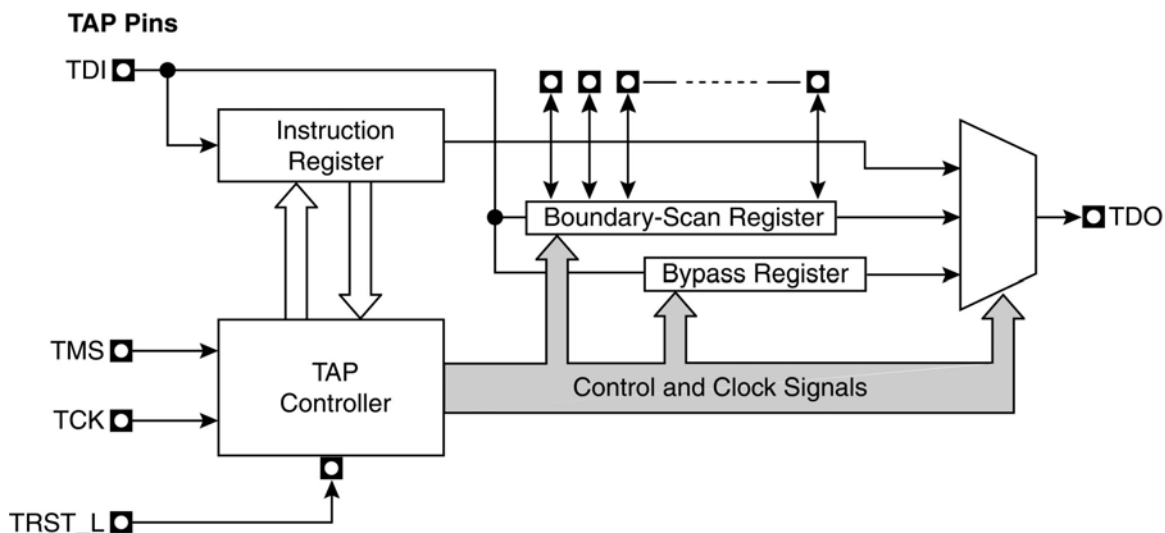 TAP Pins
TDI
Instruction
Register
Boundary-Scan Register
TDO
Bypass Register
TMS
TAP
Controller
Control and Clock Signals
TCK
TRST_L